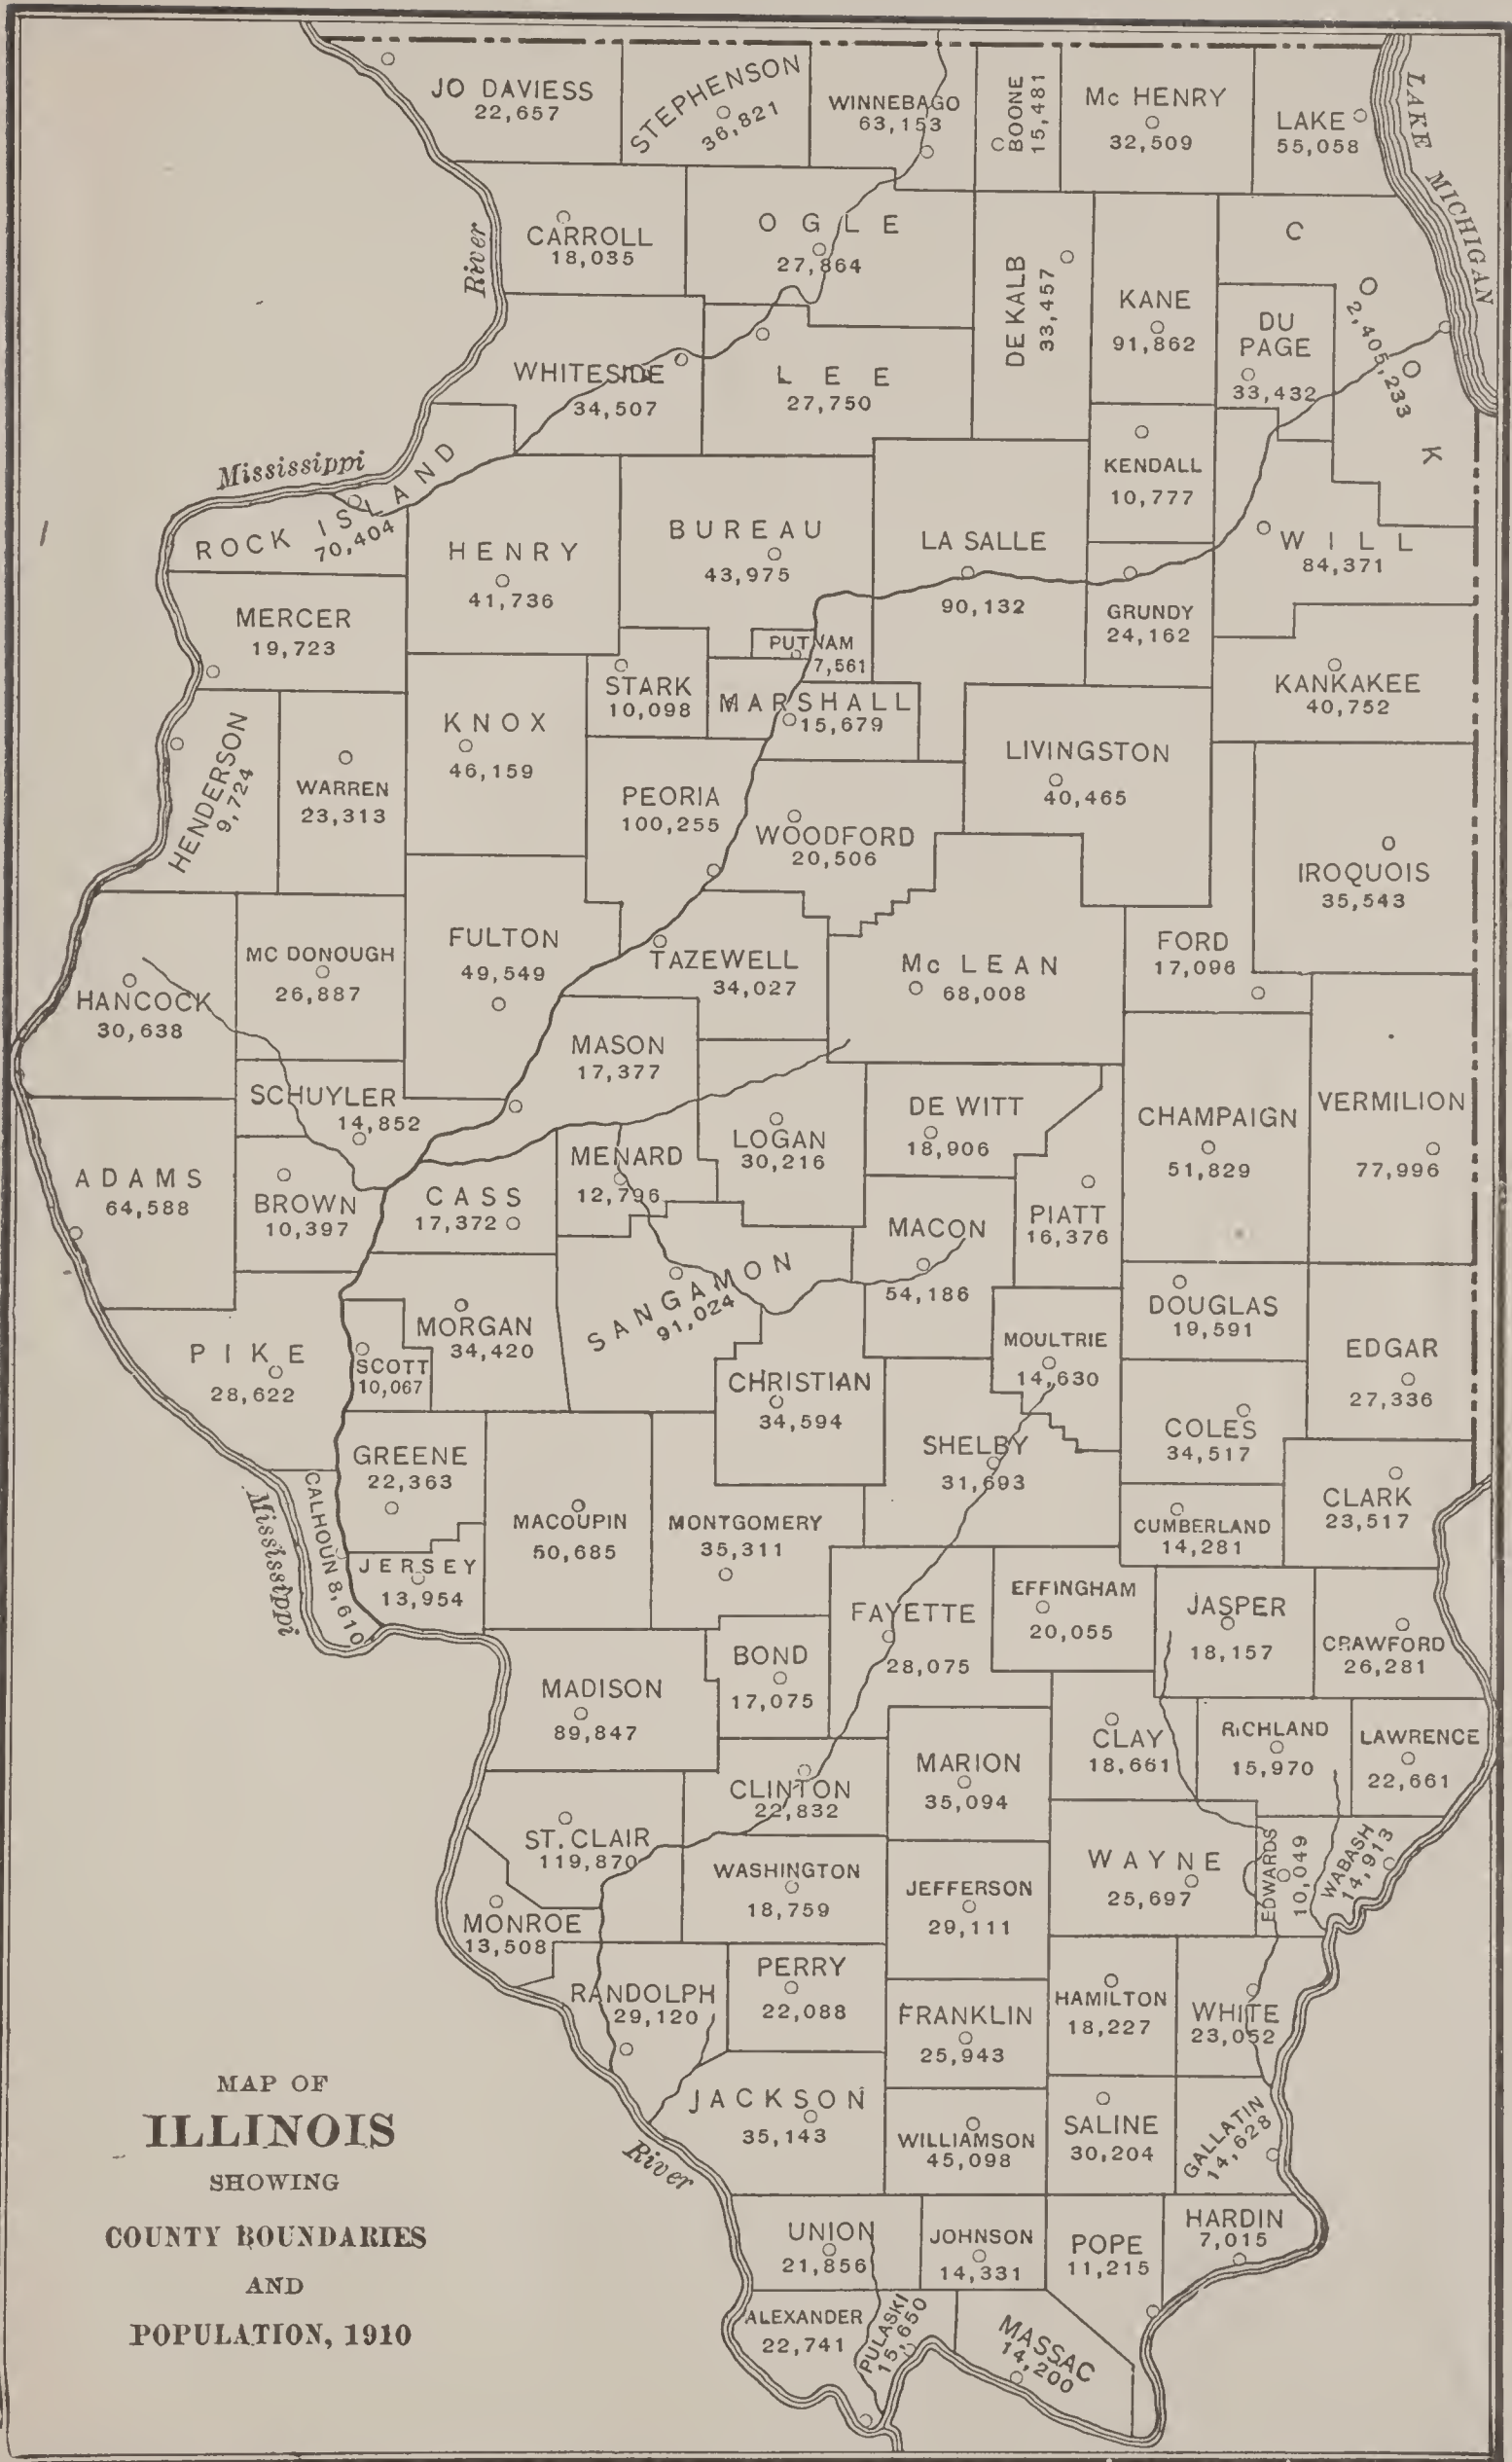 JO DAVIESS
22,657
STEPHENSON
36,821
WINNEBAGO
63,153
BOONE
15,481
Mc HENRY
32,509
LAKE
55,058
LAKE MICHIGAN
River
CARROLL
18,035
OGLE
27,864
DE KALB
33,457
KANE
91,862
DU
PAGE
33,432
COOK
2,405,233
WHITESIDE
34,507
LEE
27,750
Mississippi
ROCK ISLAND
70,404
HENRY
41,736
BUREAU
43,975
LA SALLE
90,132
KENDALL
10,777
GRUNDY
24,162
WILL
84,371
MERCER
19,723
PUTNAM
7,561
STARK
10,098
MARSHALL
15,679
KANKAKEE
40,752
HENDERSON
9,724
WARREN
23,313
KNOX
46,159
PEORIA
100,255
WOODFORD
20,506
LIVINGSTON
40,465
IROQUOIS
35,543
HANCOCK
30,638
MC DONOUGH
26,887
FULTON
49,549
TAZEWELL
34,027
Mc LEAN
68,008
FORD
17,096
MASON
17,377
SCHUYLER
14,852
LOGAN
30,216
DE WITT
18,906
CHAMPAIGN
51,829
VERMILION
77,996
ADAMS
64,588
BROWN
10,397
CASS
17,372
MENARD
12,796
MACON
54,186
PIATT
16,376
SANGAMON
91,024
PIKE
28,622
SCOTT
10,067
MORGAN
34,420
CHRISTIAN
34,594
MOULTRIE
14,630
DOUGLAS
19,591
EDGAR
27,336
SHELBY
31,693
COLES
34,517
GREENE
22,363
Mississippi
CALHOUN 8,610
JERSEY
13,954
MACOUPIN
50,685
MONTGOMERY
35,311
CUMBERLAND
14,281
CLARK
23,517
FAYETTE
28,075
EFFINGHAM
20,055
JASPER
18,157
CRAWFORD
26,281
MADISON
89,847
BOND
17,075
CLINTON
22,832
MARION
35,094
CLAY
18,661
RICHLAND
15,970
LAWRENCE
22,661
ST. CLAIR
119,870
WASHINGTON
18,759
JEFFERSON
29,111
WAYNE
25,697
EDWARDS
10,049
WABASH
14,913
MONROE
13,508
RANDOLPH
29,120
PERRY
22,088
FRANKLIN
25,943
HAMILTON
18,227
WHITE
23,052
River
JACKSON
35,143
WILLIAMSON
45,098
SALINE
30,204
GALLATIN
14,628
UNION
21,856
JOHNSON
14,331
POPE
11,215
HARDIN
7,015
ALEXANDER
22,741
PULASKI
15,650
MASSAC
14,200
MAP OF
ILLINOIS
SHOWING
COUNTY BOUNDARIES
AND
POPULATION, 1910